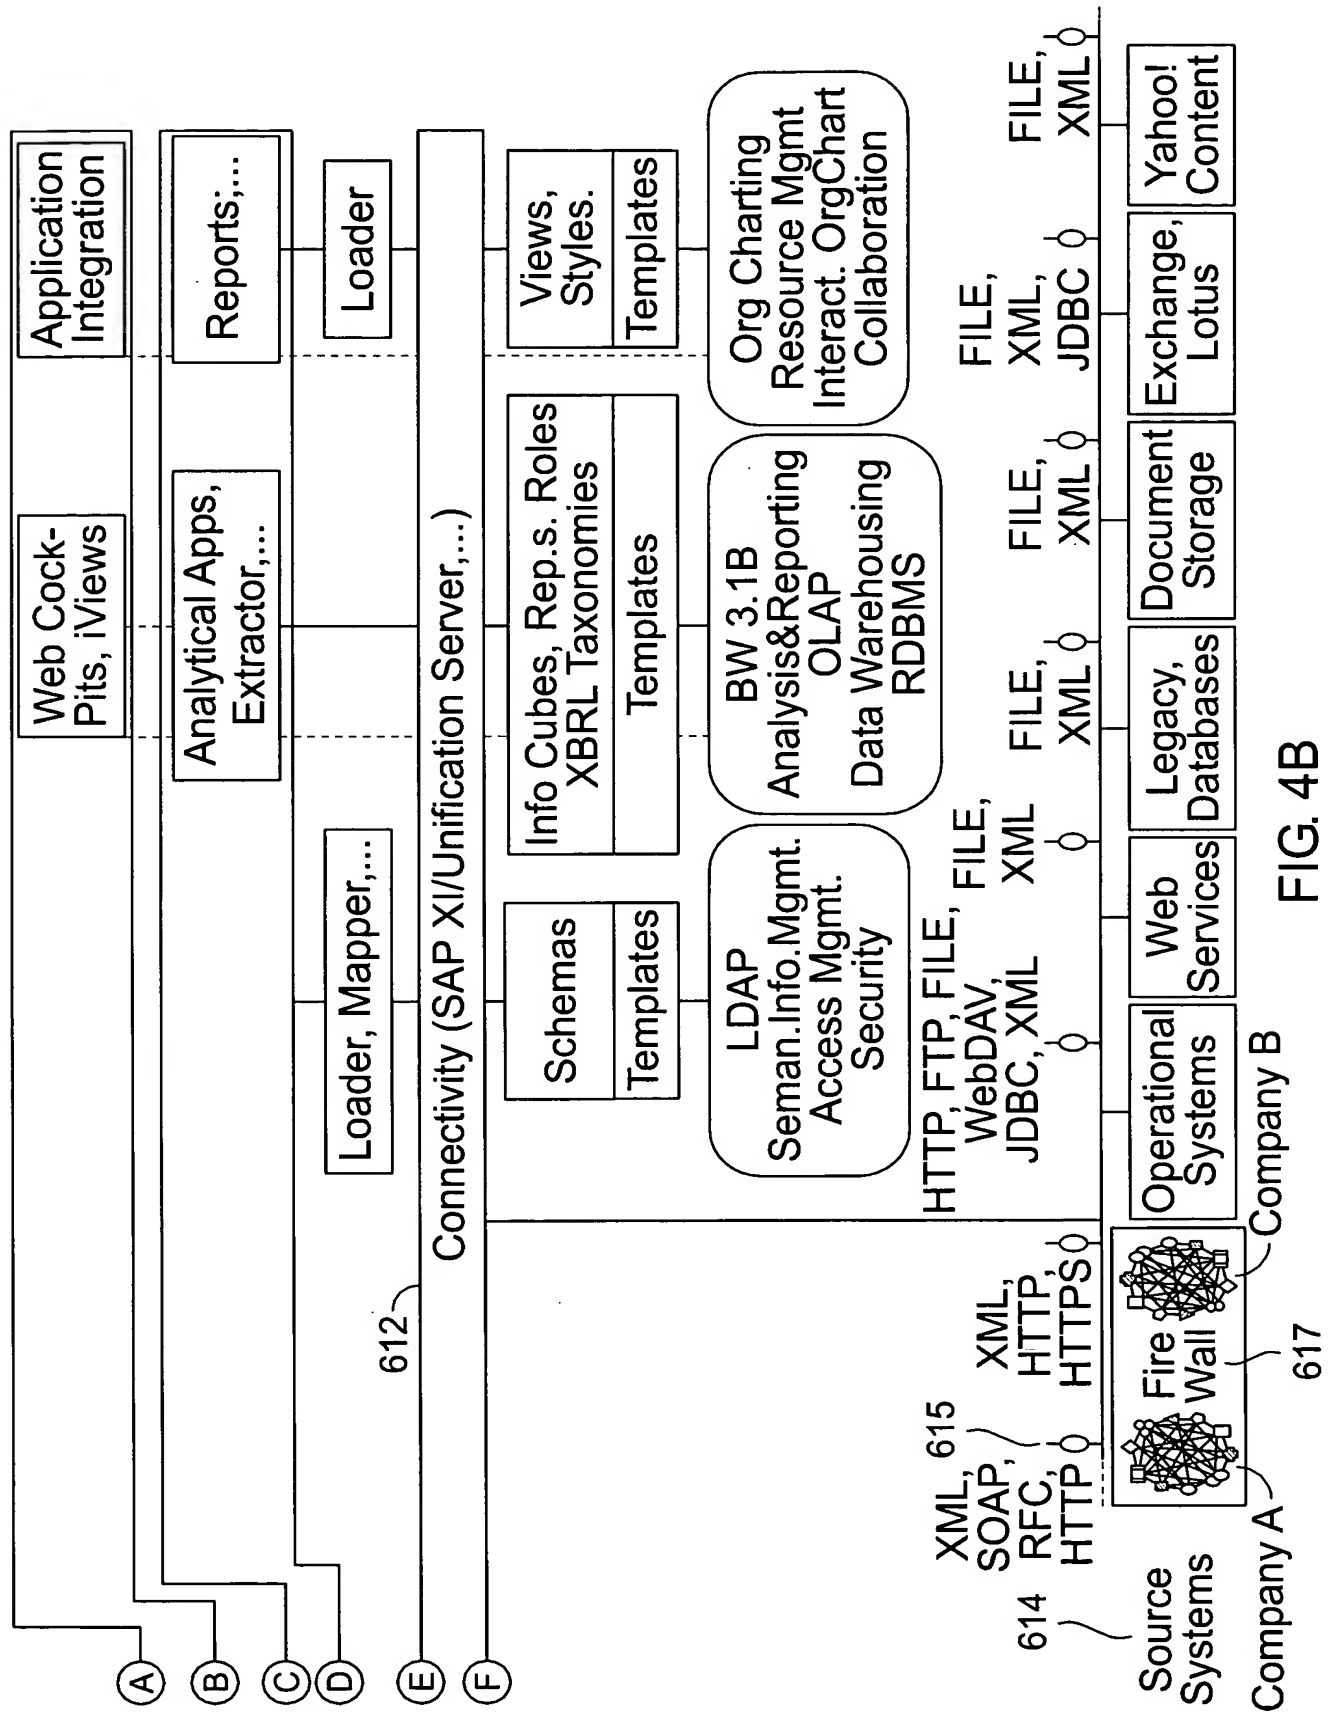 Web Cock-
Pits, iViews
Application
Integration
Analytical Apps,
Extractor,...
Reports;...
Loader, Mapper,...
Loader
612
Connectivity (SAP XI/Unification Server,...)
Schemas
Templates
Info Cubes, Rep.s. Roles
XBRL Taxonomies
Templates
Views,
Styles.
Templates
LDAP
Seman.Info.Mgmt.
Access Mgmt.
Security
BW 3.1B
Analysis&Reporting
OLAP
Data Warehousing
RDBMS
Org Charting
Resource Mgmt
Interact. OrgChart
Collaboration
A
B
C
D
E
F
614
XML,
SOAP,
RFC,
HTTP
615
XML,
HTTP,
HTTPS
HTTP, FTP, FILE,
WebDAV,
JDBC, XML
FILE,
XML
FILE,
XML
FILE,
XML
FILE,
XML,
JDBC
FILE,
XML
Source
Systems
Fire
Wall
Operational
Systems
Web
Services
Legacy,
Databases
Document
Storage
Exchange,
Lotus
Yahoo!
Content
Company A
617
Company B
FIG. 4B